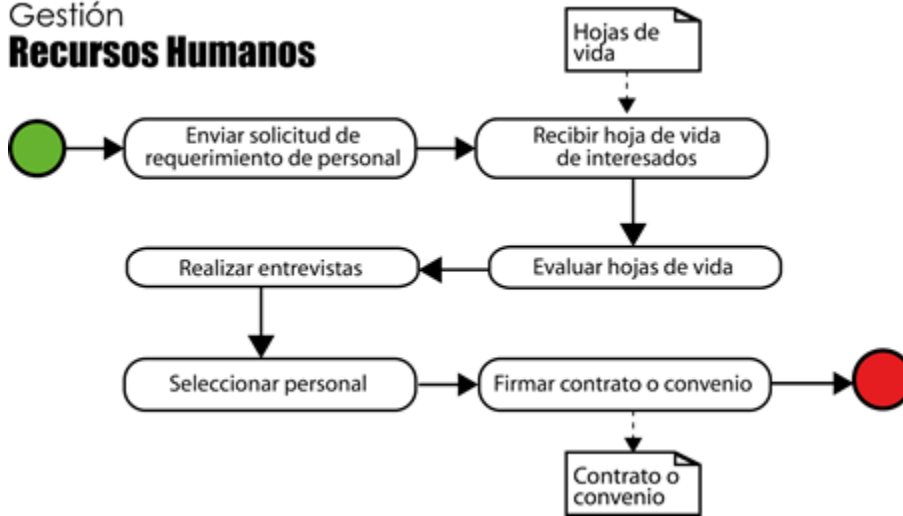 Gestión
Recursos Humanos
Hojas de
vida
Enviar solicitud de
requerimiento de personal
Recibir hoja de vida
de interesados
Evaluar hojas de vida
Realizar entrevistas
Seleccionar personal
Firmar contrato o convenio
Contrato o
convenio